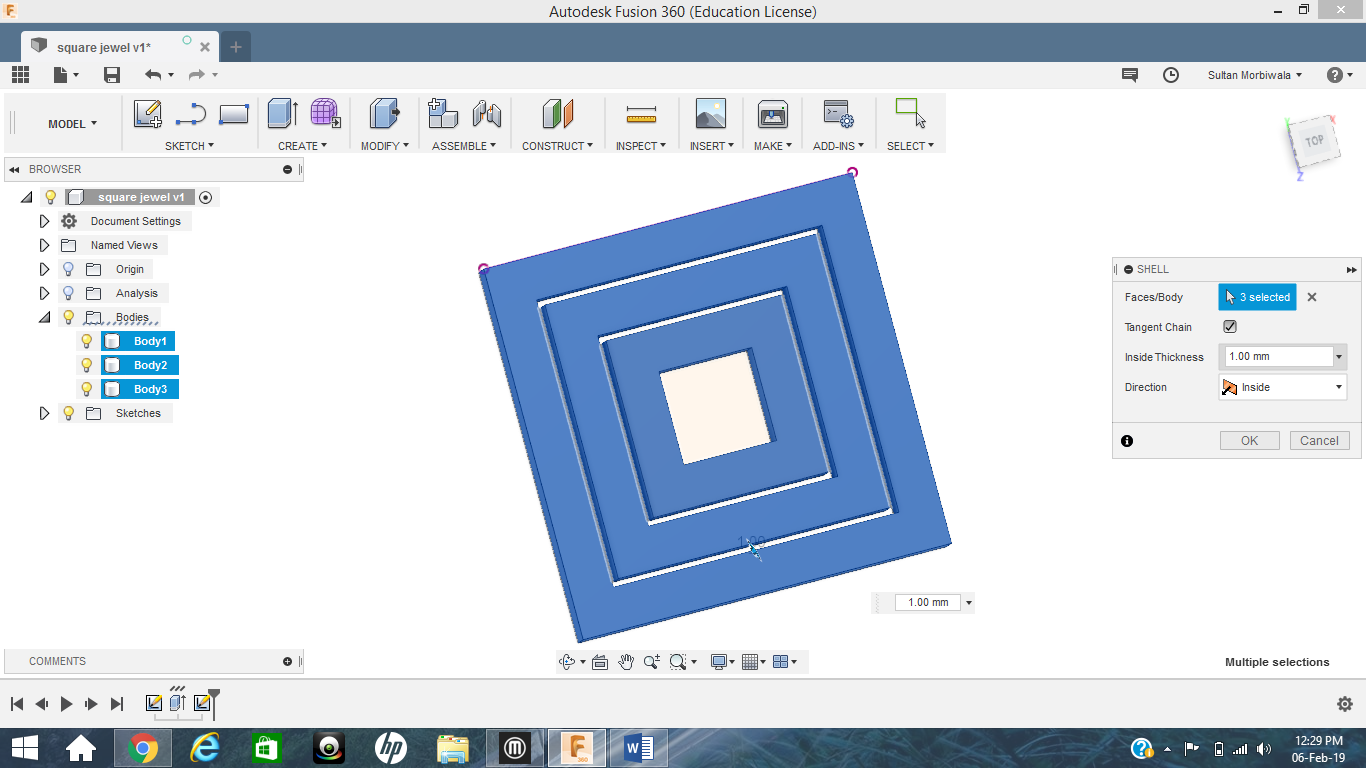 Autodesk Fusion 360 (Education License)
square jewel v1*
Sultan Morbiwala
MODEL
SKETCH
CREATE
MODIFY
ASSEMBLE
CONSTRUCT
INSPECT
INSERT
MAKE
ADD-INS
SELECT
TOP
X
Y
Z
BROWSER
square jewel v1
Document Settings
Named Views
Origin
Analysis
Bodies
Body1
Body2
Body3
Sketches
SHELL
Faces/Body 3 selected
Tangent Chain
Inside Thickness 1.00 mm
Direction Inside
OK Cancel
1.00
1.00 mm
COMMENTS
Multiple selections
hp
12:29 PM
06-Feb-19